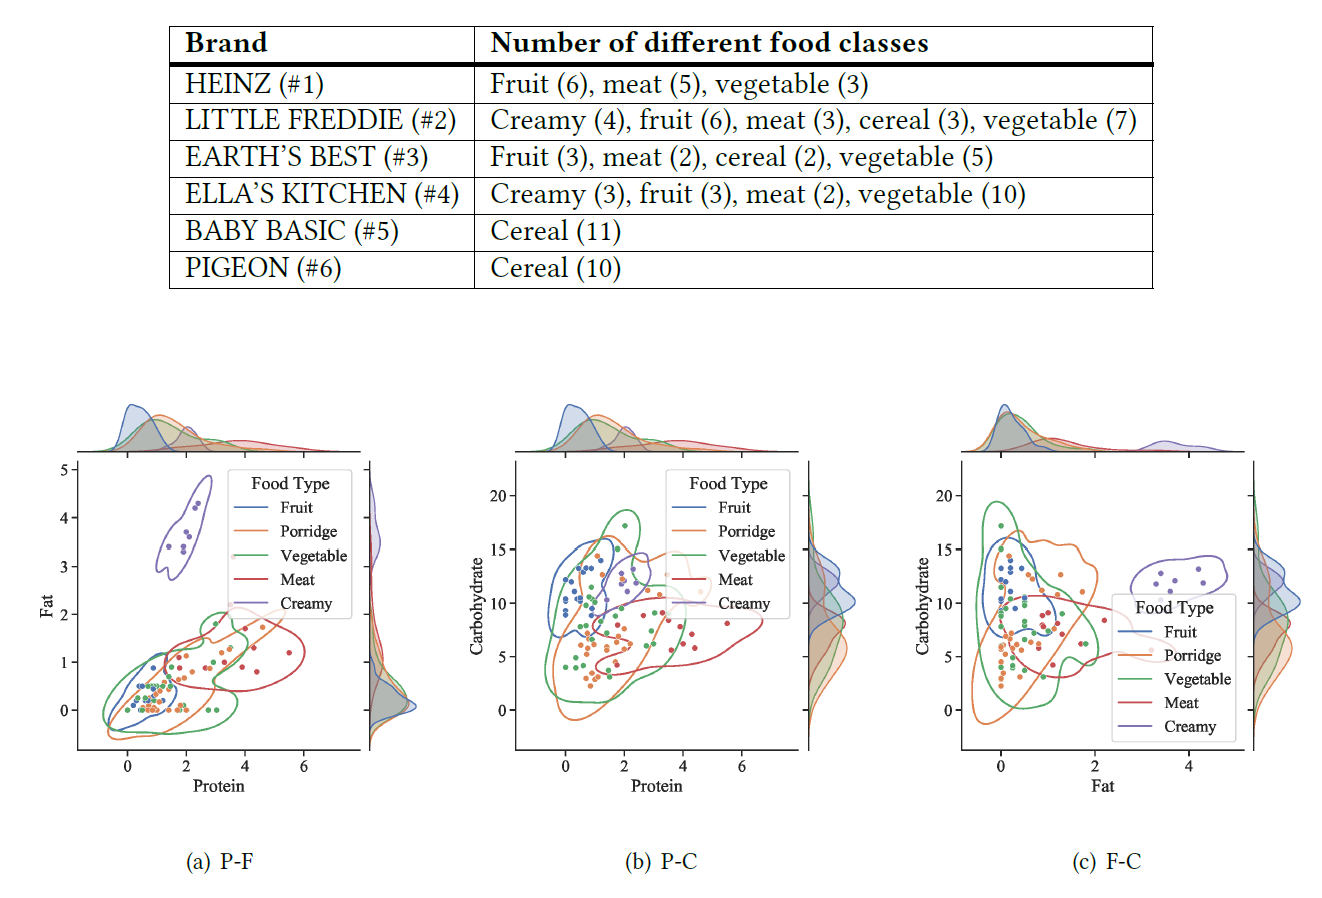 Brand Number of different food classes
HEINZ (#1) Fruit (6), meat (5), vegetable (3)
LITTLE FREDDIE (#2) Creamy (4), fruit (6), meat (3), cereal (3), vegetable (7)
EARTH'S BEST (#3) Fruit (3), meat (2), cereal (2), vegetable (5)
ELLA'S KITCHEN (#4) Creamy (3), fruit (3), meat (2), vegetable (10)
BABY BASIC (#5) Cereal (11)
PIGEON (#6) Cereal (10)
5
4
3
2
1
0
Fat
Food Type
Fruit
Porridge
Vegetable
Meat
Creamy
0 2 4 6
Protein
(a) P-F
20
15
10
5
0
Carbohydrate
Food Type
Fruit
Porridge
Vegetable
Meat
Creamy
0 2 4 6
Protein
(b) P-C
20
15
10
5
0
Carbohydrate
Food Type
Fruit
Porridge
Vegetable
Meat
Creamy
0 2 4
Fat
(c) F-C